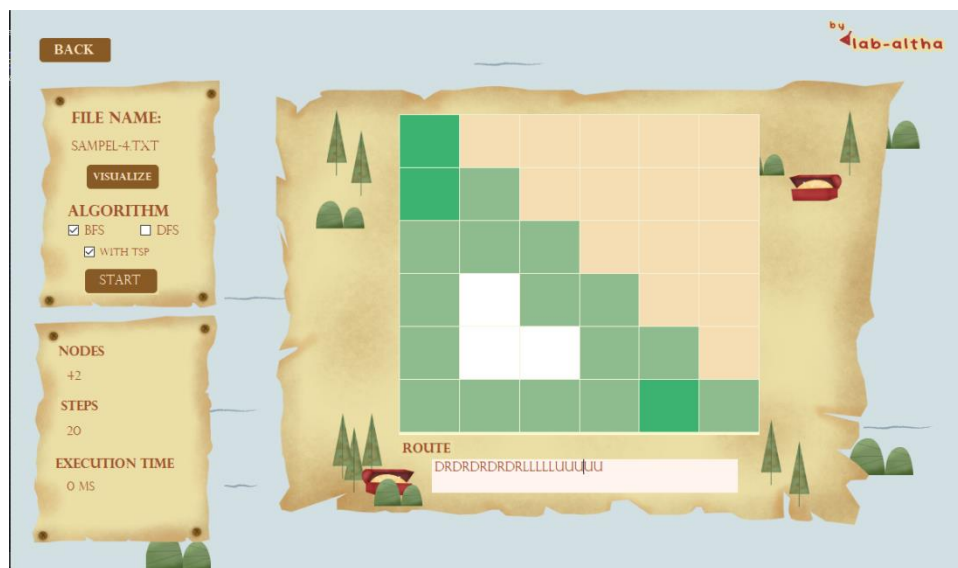 BACK
by
lab-altha
FILE NAME:
SAMPEL-4.TXT
VISUALIZE
ALGORITHM
BFS DFS
WITH TSP
START
NODES
42
STEPS
20
EXECUTION TIME
0 MS
ROUTE
DRDRDRDRDRLLLLLUUUUU